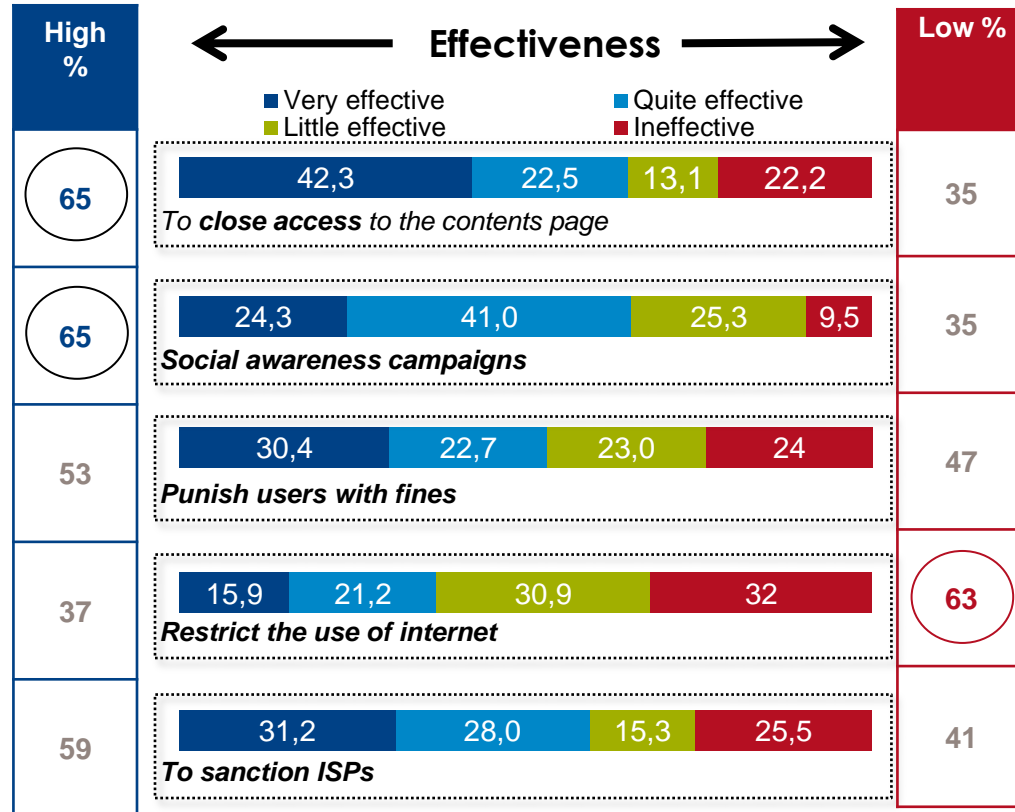 High
%
Effectiveness
Low %
Very effective
Quite effective
Little effective
Ineffective
65
42,3
22,5
13,1
22,2
35
To close access to the contents page
65
24,3
41,0
25,3
9,5
35
Social awareness campaigns
53
30,4
22,7
23,0
24
47
Punish users with fines
37
15,9
21,2
30,9
32
63
Restrict the use of internet
59
31,2
28,0
15,3
25,5
41
To sanction ISPs